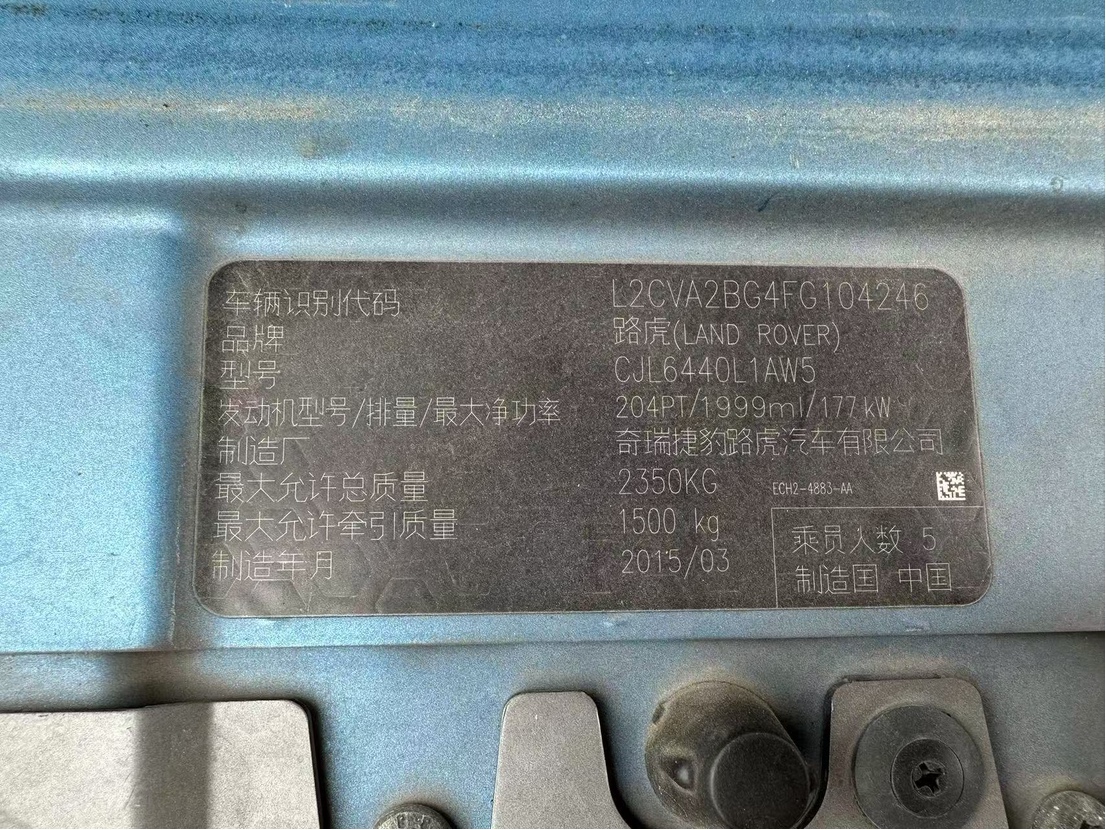 车辆识别代码 L2CVA2BG4FG104246
品牌 路虎(LAND ROVER)
型号 CJL6440L1AW5
发动机型号/排量/最大净功率 204PT/1999ml/177kW
制造厂 奇瑞捷豹路虎汽车有限公司
最大允许总质量 2350KG ECH2-4883-AA
最大允许牵引质量 1500 kg
乘员人数 5
制造年月 2015/03
制造国 中国